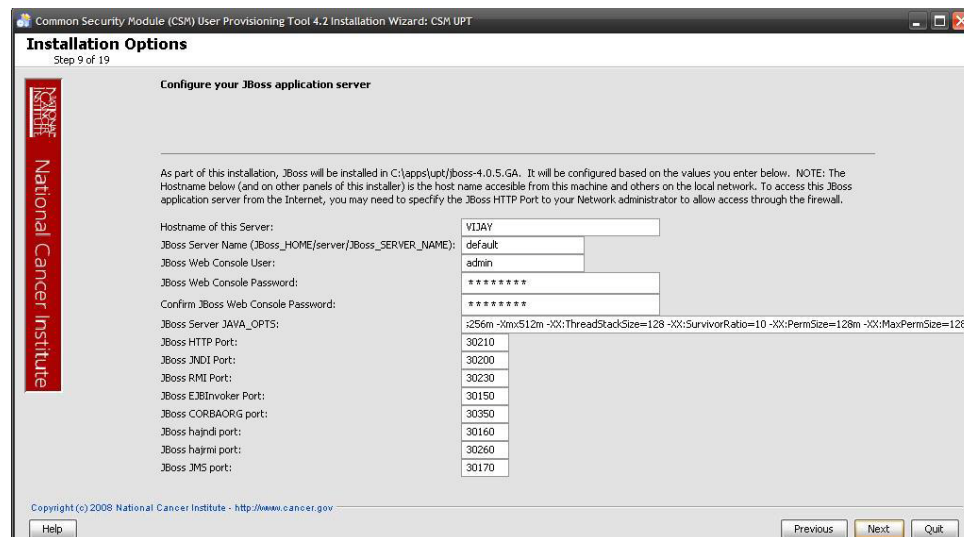 Common Security Module (CSM) User Provisioning Tool 4.2 Installation Wizard: CSM UPT
Installation Options
Step 9 of 19
NATIONAL CANCER INSTITUTE
National Cancer Institute
Configure your JBoss application server
As part of this installation, JBoss will be installed in C:\apps\upt/jboss-4.0.5.GA. It will be configured based on the values you enter below. NOTE: The
Hostname below (and on other panels of this installer) is the host name accesible from this machine and others on the local network. To access this JBoss
application server from the Internet, you may need to specify the JBoss HTTP Port to your Network administrator to allow access through the firewall.
Hostname of this Server: VIJAY
JBoss Server Name (JBoss_HOME/server/JBoss_SERVER_NAME): default
JBoss Web Console User: admin
JBoss Web Console Password: ********
Confirm JBoss Web Console Password: ********
JBoss Server JAVA_OPTS: s256m -Xmx512m -XX:ThreadStackSize=128 -XX:SurvivorRatio=10 -XX:PermSize=128m -XX:MaxPermSize=128
JBoss HTTP Port: 30210
JBoss JNDI Port: 30200
JBoss RMI Port: 30230
JBoss EJBInvoker Port: 30150
JBoss CORBAORG port: 30350
JBoss hajndi port: 30160
JBoss hajrmi port: 30260
JBoss JMS port: 30170
Copyright (c) 2008 National Cancer Institute - http://www.cancer.gov
Help Previous Next Quit